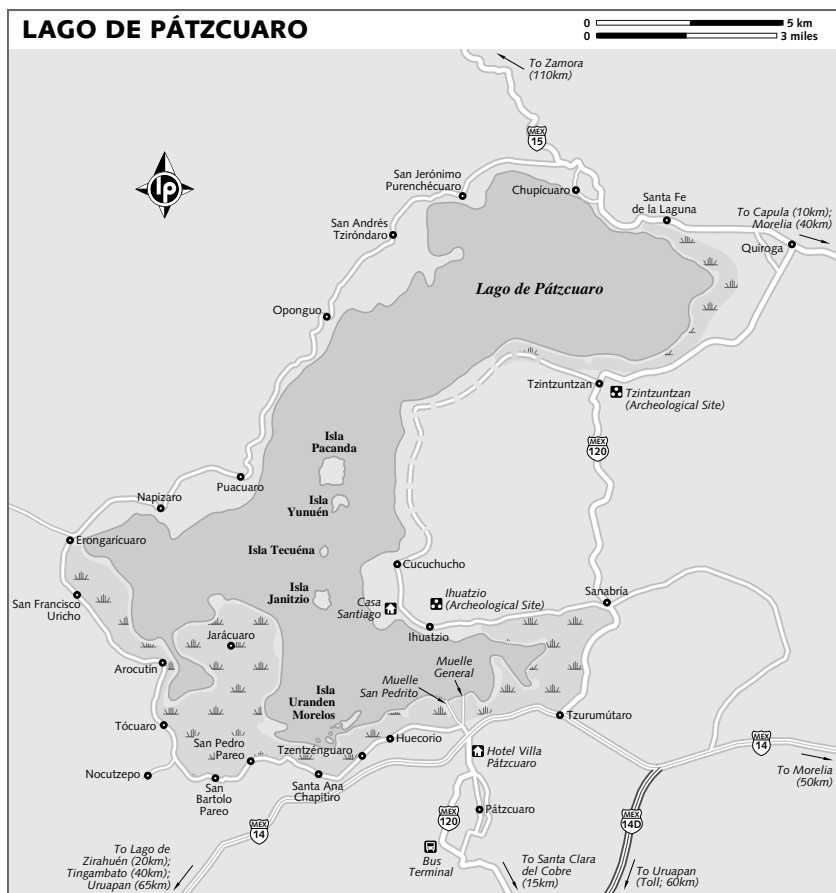 LAGO DE PÁTZCUARO
0 5 km
0 3 miles
To Zamora
(110km)
MEX
15
lp
San Jerónimo
Purenchécuaro
Chupícuaro
Santa Fe
de la Laguna
To Capula (10km);
Morelia (40km)
San Andrés
Tziróndaro
Quiroga
Lago de Pátzcuaro
Oponguo
Tzintzuntzan
Tzintzuntzan
(Archeological Site)
Isla
Pacanda
MEX
120
Puacuaro
Napizaro
Isla
Yunuén
Erongarícuaro
Isla Tecuéna
Cucuchucho
San Francisco
Uricho
Isla
Janitzio
Casa
Santiago
Ihuatzio
(Archeological Site)
Sanabría
Ihuatzio
Jarácuaro
Arocutín
Muelle
General
Muelle
San Pedrito
Isla
Uranden
Morelos
Tócuaro
Tzurumútaro
San Pedro
Pareo
Tzentzénguaro
Huecorio
Hotel Villa
Pátzcuaro
MEX
14
Nocutzepo
San
Bartolo
Pareo
Santa Ana
Chapitiro
To Morelia
(50km)
Pátzcuaro
MEX
14
MEX
120
MEX
14D
To Lago de
Zirahuén (20km);
Tingambato (40km);
Uruapan (65km)
Bus
Terminal
To Santa Clara
del Cobre
(15km)
To Uruapan
(Toll; 60km)